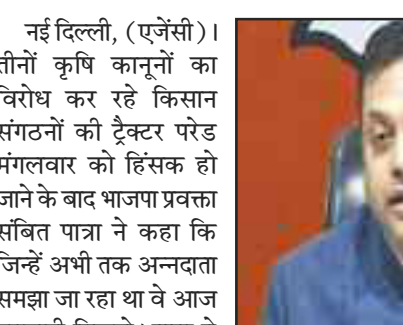 नई दिल्ली, (एजेंसी)।
तीनों कृषि कानूनों का
विरोध कर रहे किसान
संगठनों की ट्रैक्टर परेड
मंगलवार को हिंसक हो
जाने के बाद भाजपा प्रवक्ता
संबित पात्रा ने कहा कि
जिन्हें अभी तक अन्नदाता
समझा जा रहा था वे आज